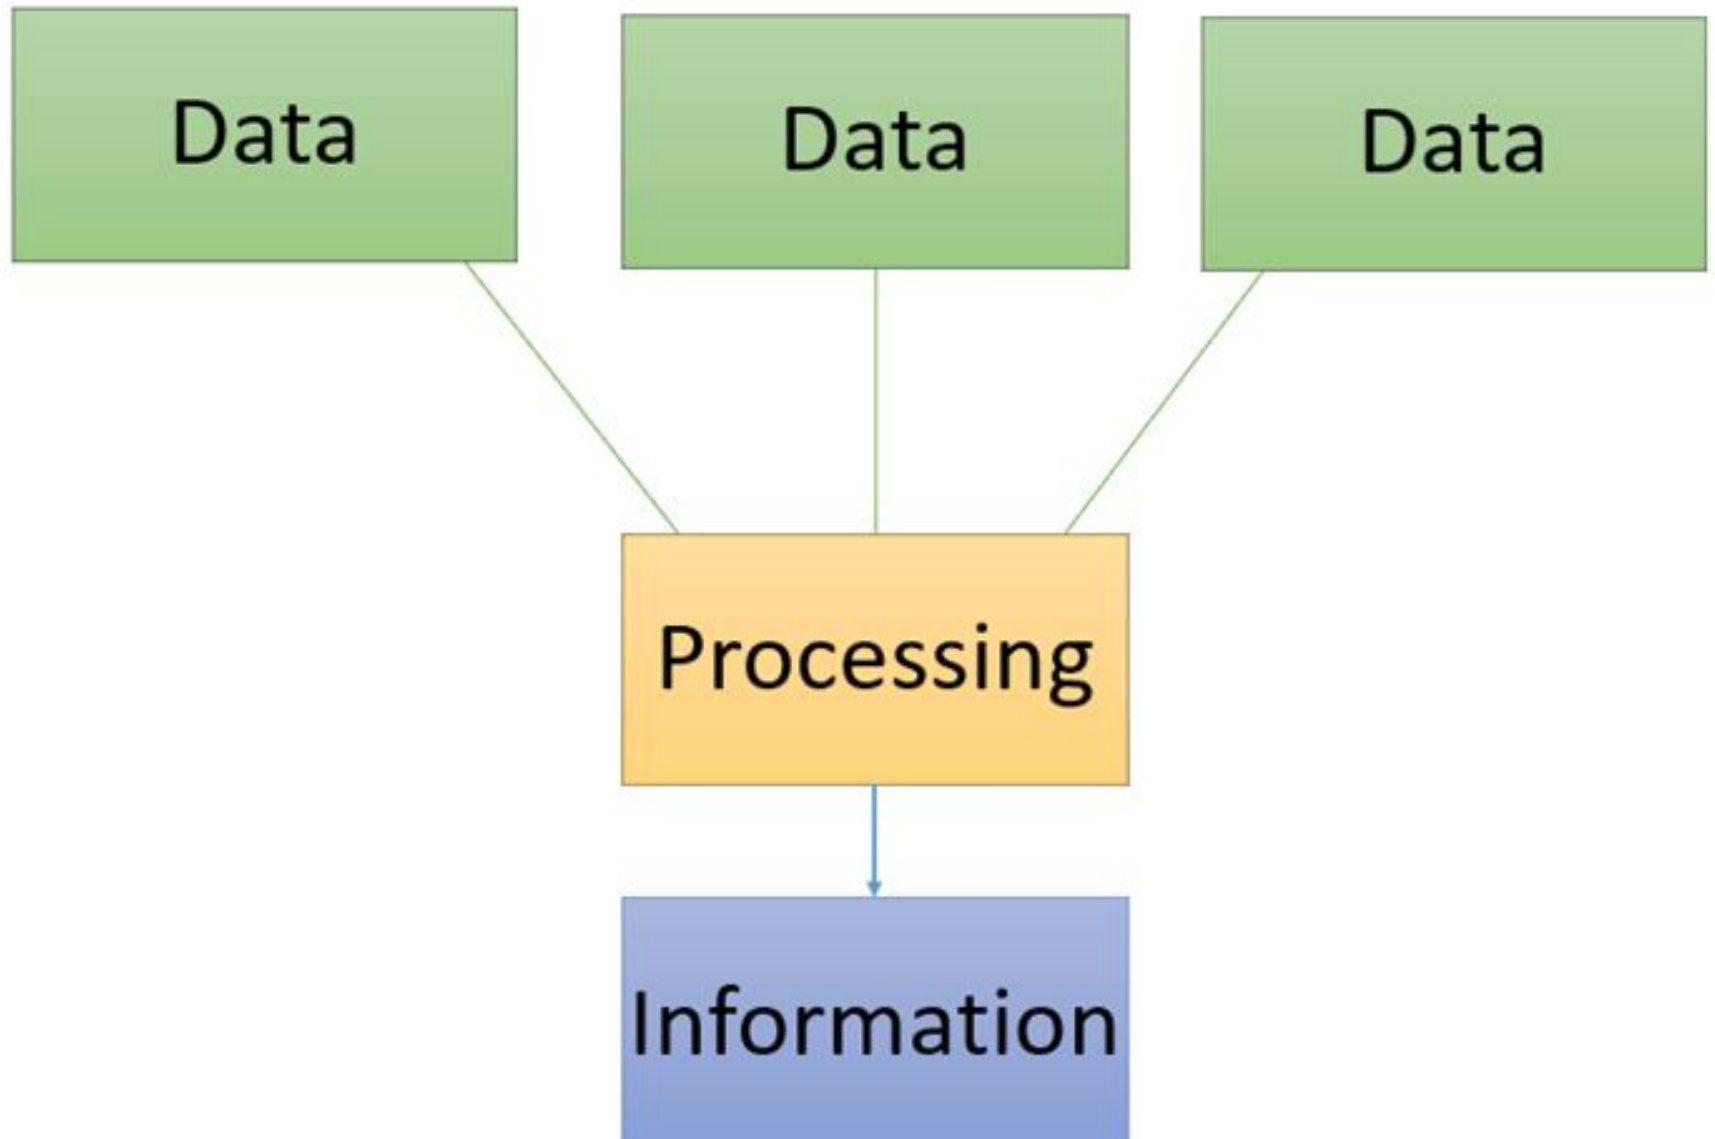 Data
Data
Data
Processing
Information